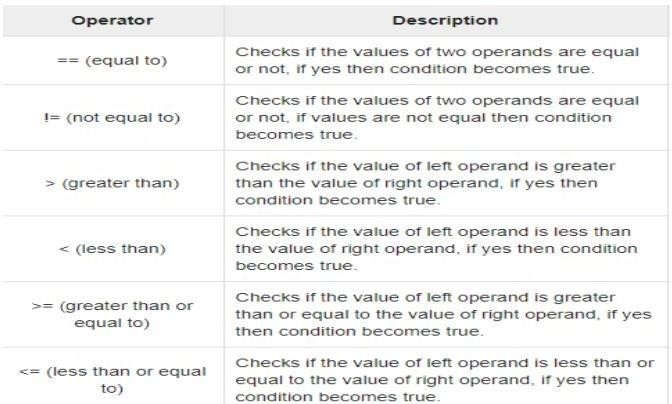 Operator Description
== (equal to)
Checks if the values of two operands are equal
or not, if yes then condition becomes true.
!= (not equal to)
Checks if the values of two operands are equal
or not, if values are not equal then condition
becomes true.
> (greater than)
Checks if the value of left operand is greater
than the value of right operand, if yes then
condition becomes true.
< (less than)
Checks if the value of left operand is less than
the value of right operand, if yes then condition
becomes true.
>= (greater than or
equal to)
Checks if the value of left operand is greater
than or equal to the value of right operand, if yes
then condition becomes true.
<= (less than or equal
to)
Checks if the value of left operand is less than or
equal to the value of right operand, if yes then
condition becomes true.